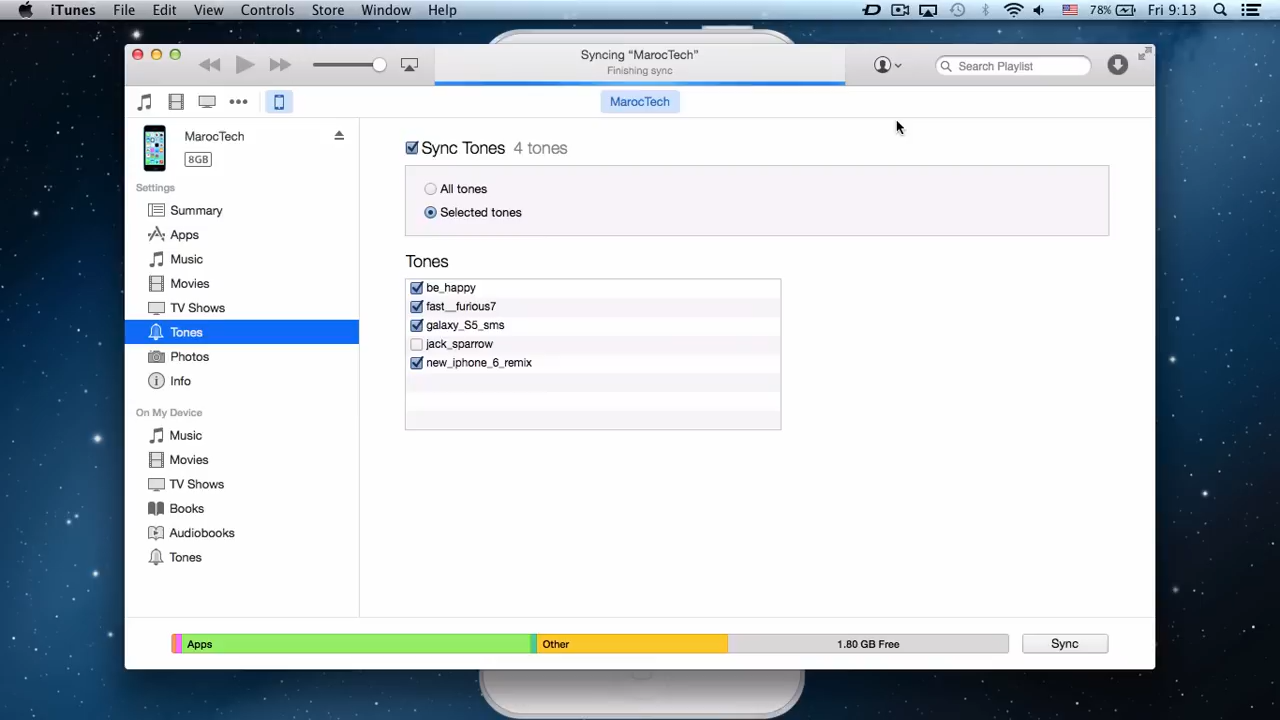 iTunes File Edit View Controls Store Window Help 78% Fri 9:13
Syncing “MarocTech”
Finishing sync
Search Playlist
MarocTech
MarocTech
8GB
Settings
Summary
Apps
Music
Movies
TV Shows
Tones
Photos
Info
On My Device
Music
Movies
TV Shows
Books
Audiobooks
Tones
Sync Tones 4 tones
All tones
Selected tones
Tones
be_happy
fast__furious7
galaxy_S5_sms
jack_sparrow
new_iphone_6_remix
Apps Other 1.80 GB Free Sync